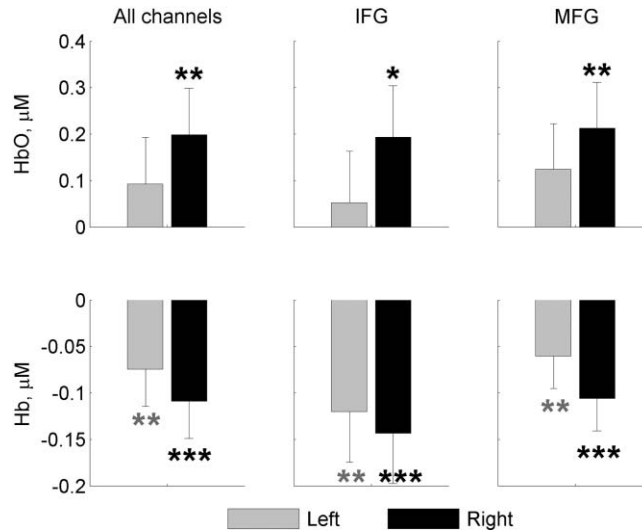 All channels IFG MFG
HbO, μM
0.4
0.3
0.2
0.1
0
** * **
Hb, μM
0
-0.05
-0.1
-0.15
-0.2
** *** ** *** ** ***
Left Right